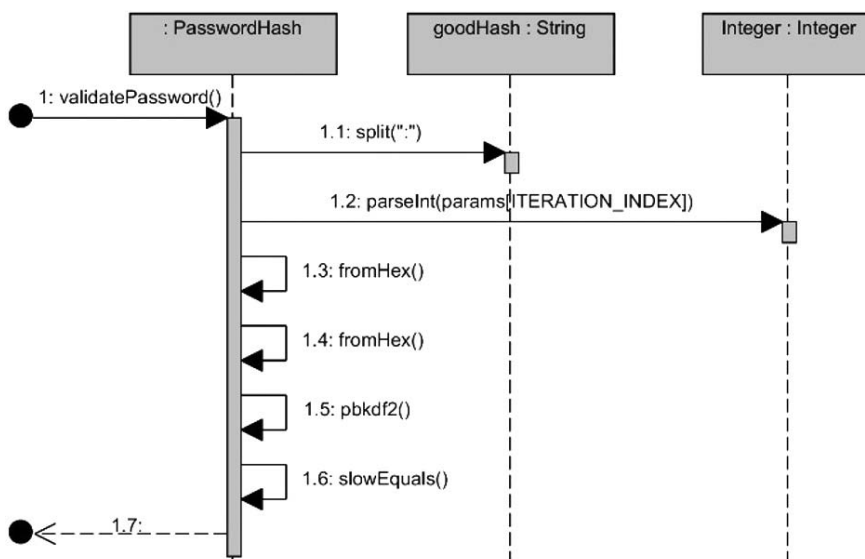 : PasswordHash
goodHash : String
Integer : Integer
1: validatePassword()
1.1: split(":")
1.2: parseInt(params[ITERATION_INDEX])
1.3: fromHex()
1.4: fromHex()
1.5: pbkdf2()
1.6: slowEquals()
1.7: